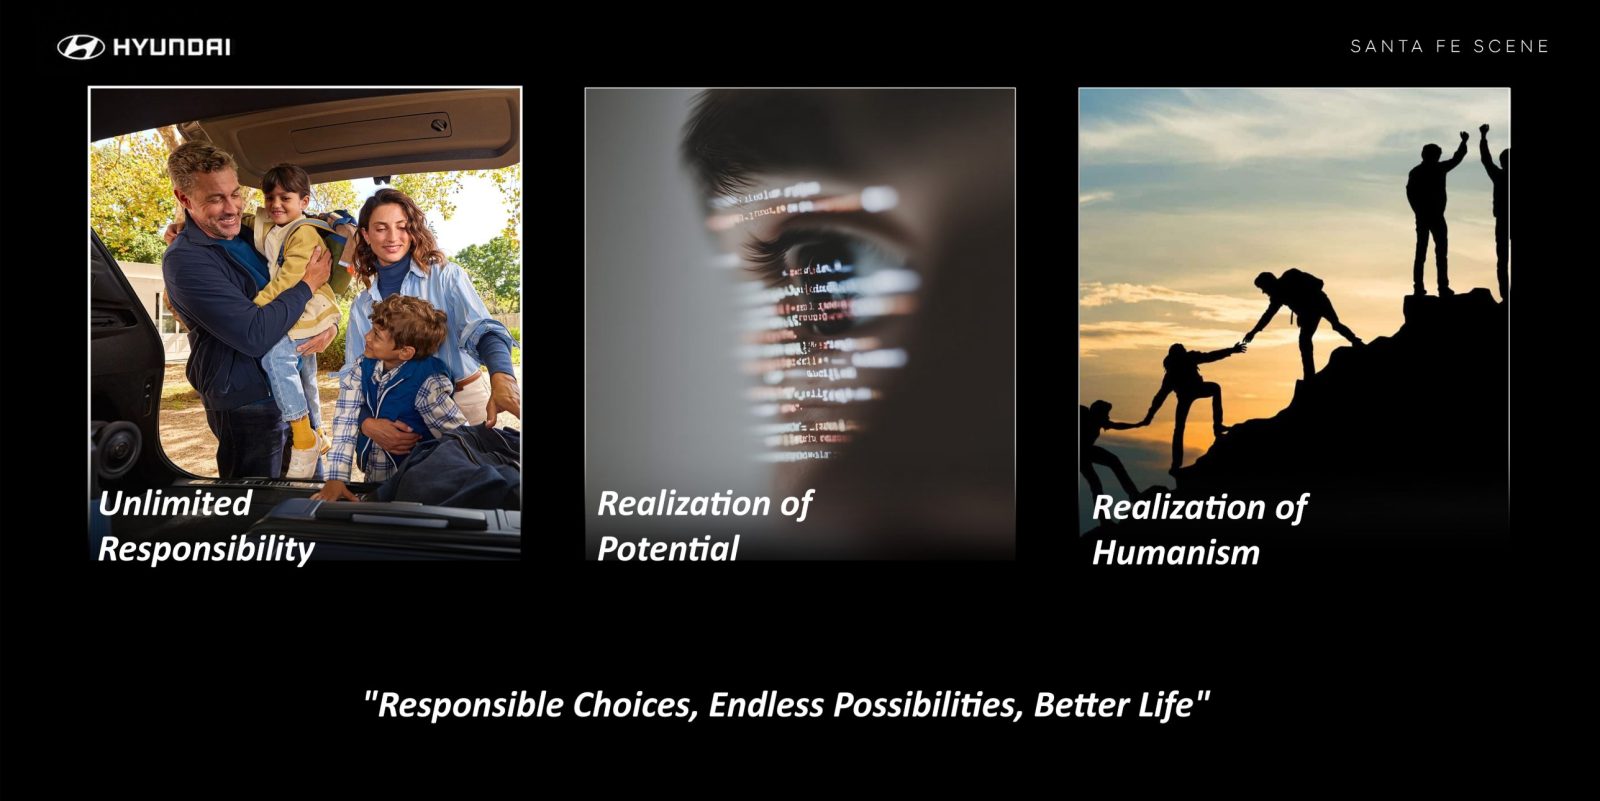 HYUNDAI
SANTA FE SCENE
Unlimited
Responsibility
Realization of
Potential
Realization of
Humanism
"Responsible Choices, Endless Possibilities, Better Life"